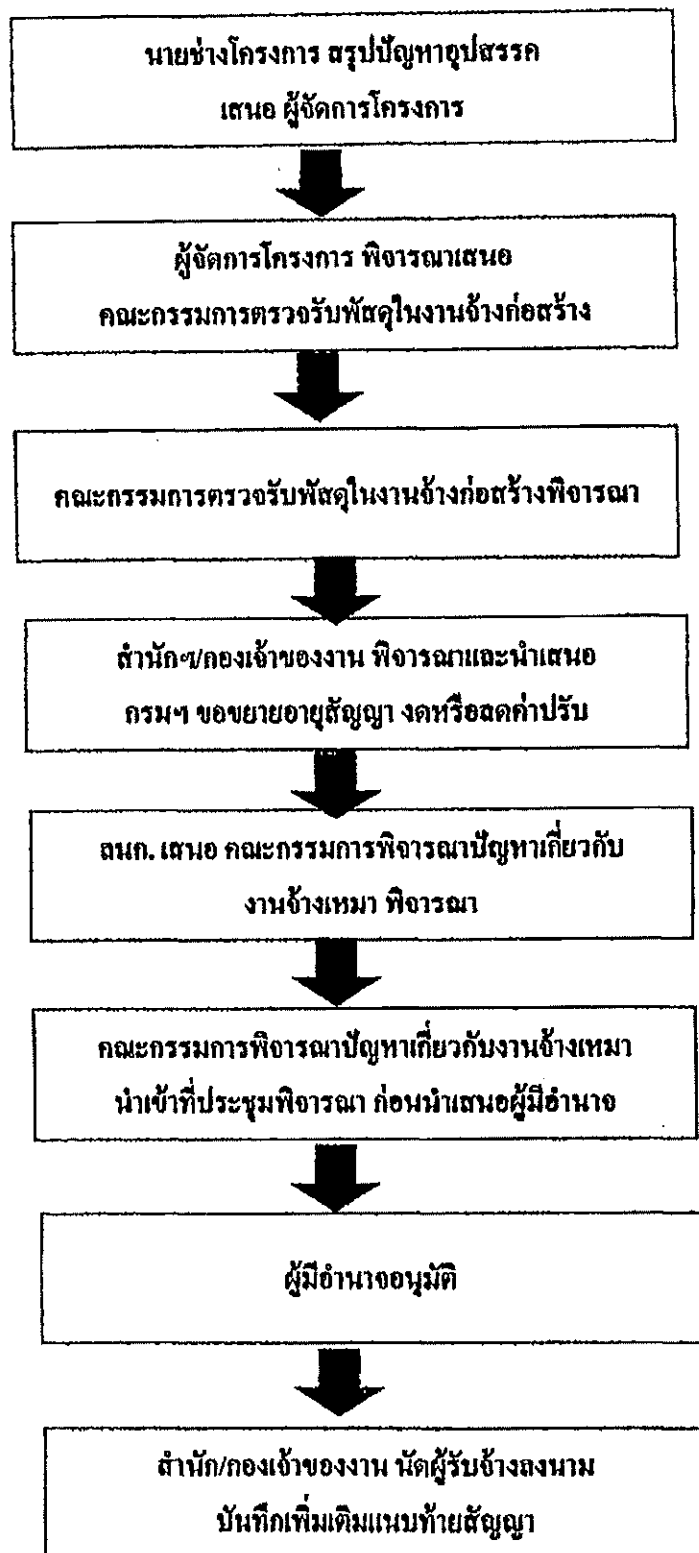 นายช่างโครงการ สรุปปัญหาอุปสรรค
เสนอ ผู้จัดการโครงการ
ผู้จัดการโครงการ พิจารณาเสนอ
คณะกรรมการตรวจรับพัสดุในงานจ้างก่อสร้าง
คณะกรรมการตรวจรับพัสดุในงานจ้างก่อสร้างพิจารณา
สำนักฯ/กองเจ้าของงาน พิจารณาและนำเสนอ
กรมฯ ขอขยายอายุสัญญา งดหรือลดค่าปรับ
ลนก. เสนอ คณะกรรมการพิจารณาปัญหาเกี่ยวกับ
งานจ้างเหมา พิจารณา
คณะกรรมการพิจารณาปัญหาเกี่ยวกับงานจ้างเหมา
นำเข้าที่ประชุมพิจารณา ก่อนนำเสนอผู้มีอำนาจ
ผู้มีอำนาจอนุมัติ
สำนัก/กองเจ้าของงาน นัดผู้รับจ้างลงนาม
บันทึกเพิ่มเติมแนบท้ายสัญญา